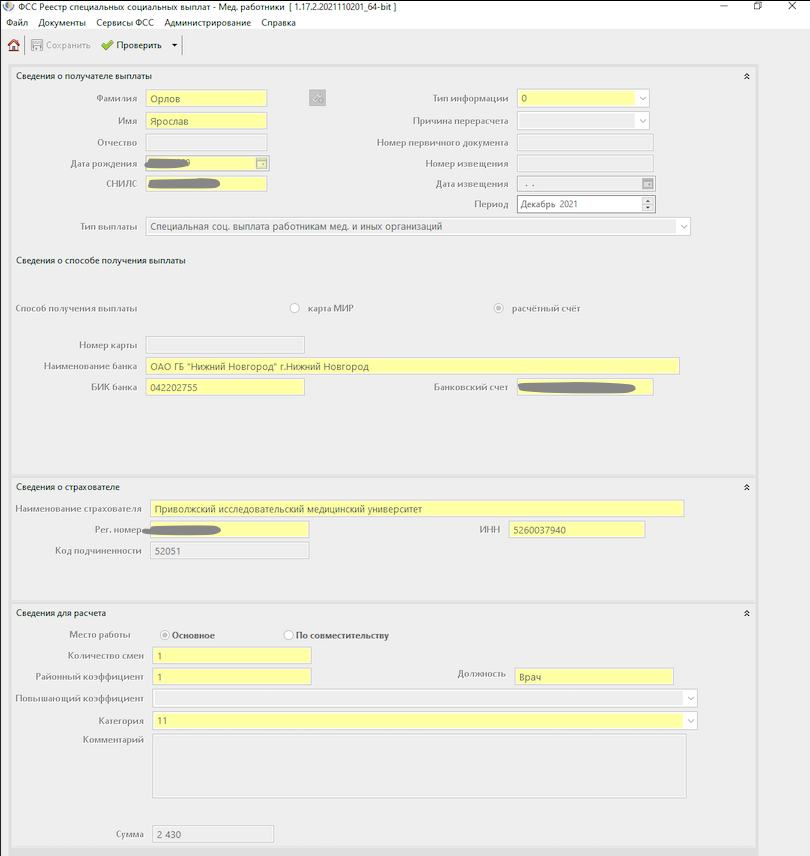 ФСС Реестр специальных социальных выплат - Мед. работники [ 1.17.2.2021110201_64-bit ]
Файл Документы Сервисы ФСС Администрирование Справка
Сохранить Проверить
Сведения о получателе выплаты
Фамилия Орлов Тип информации 0
Имя Ярослав Причина перерасчета
Отчество Номер первичного документа
Дата рождения Номер извещения
СНИЛС Дата извещения . .
Период Декабрь 2021
Тип выплаты Специальная соц. выплата работникам мед. и иных организаций
Сведения о способе получения выплаты
Способ получения выплаты карта МИР расчётный счёт
Номер карты
Наименование банка ОАО ГБ "Нижний Новгород" г.Нижний Новгород
БИК банка 042202755 Банковский счет
Сведения о страхователе
Наименование страхователя Приволжский исследовательский медицинский университет
Рег. номер ИНН 5260037940
Код подчиненности 52051
Сведения для расчета
Место работы Основное По совместительству
Количество смен 1
Районный коэффициент 1 Должность Врач
Повышающий коэффициент
Категория 11
Комментарий
Сумма 2 430